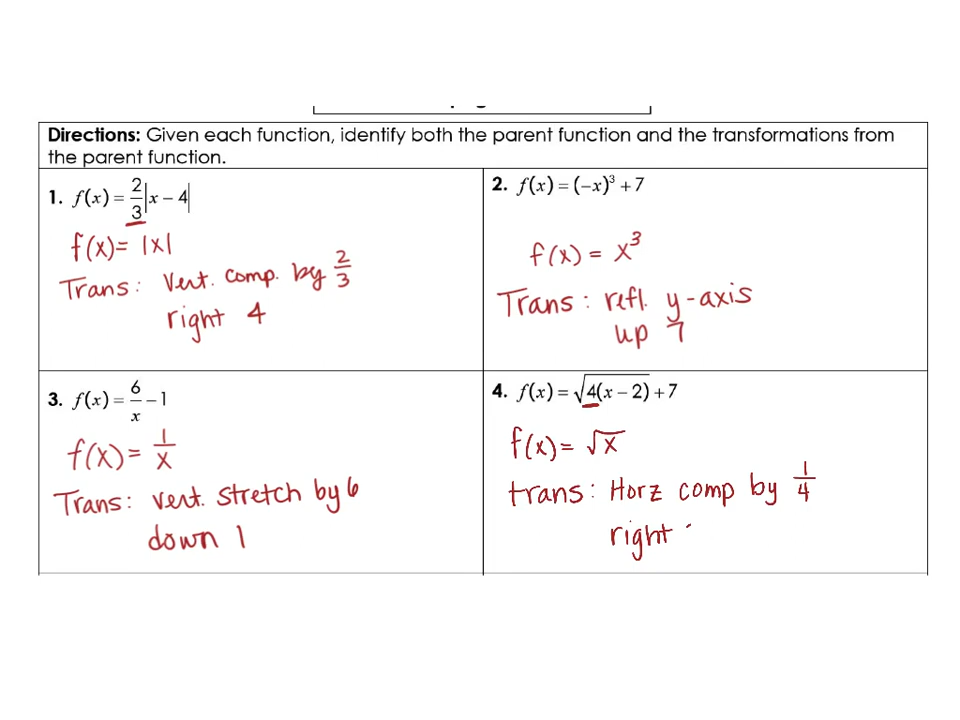 Directions: Given each function, identify both the parent function and the transformations from
the parent function.
1. f(x) = 2/3|x − 4|
f(x) = |x|
Trans: Vert. comp. by 2/3
right 4
2. f(x) = (−x)³ + 7
f(x) = x³
Trans: refl. y-axis
up 7
3. f(x) = 6/x − 1
f(x) = 1/x
Trans: vert. stretch by 6
down 1
4. f(x) = √(4(x − 2)) + 7
f(x) = √x
trans: Horz comp by 1/4
right